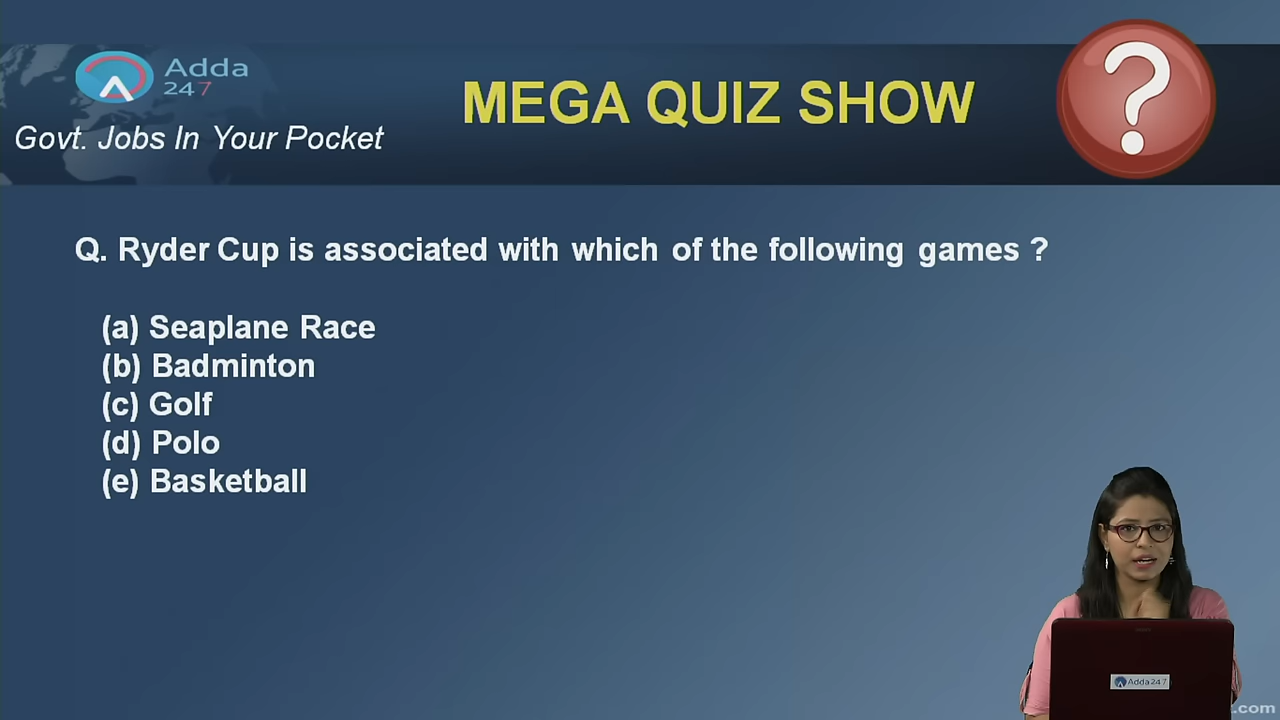 Adda
247
Govt. Jobs In Your Pocket
MEGA QUIZ SHOW
?
Q. Ryder Cup is associated with which of the following games ?
(a) Seaplane Race
(b) Badminton
(c) Golf
(d) Polo
(e) Basketball
Adda247
.com